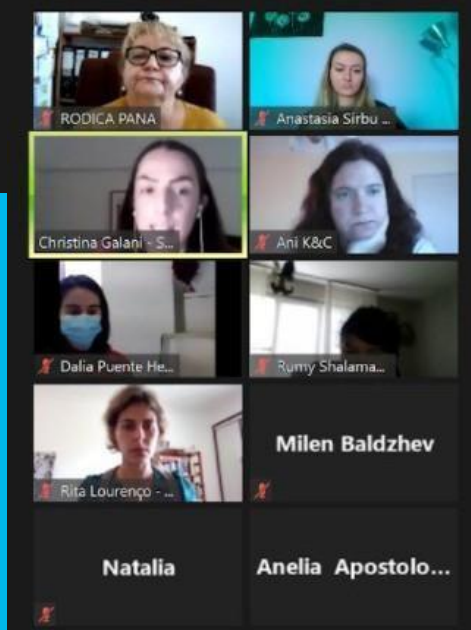 RODICA PANA
Anastasia Sirbu ...
Christina Galani - S...
Ani K&C
Dalia Puente He...
Rumy Shalama...
Rita Lourenço - ...
Milen Baldzhev
Natalia
Anelia Apostolo...